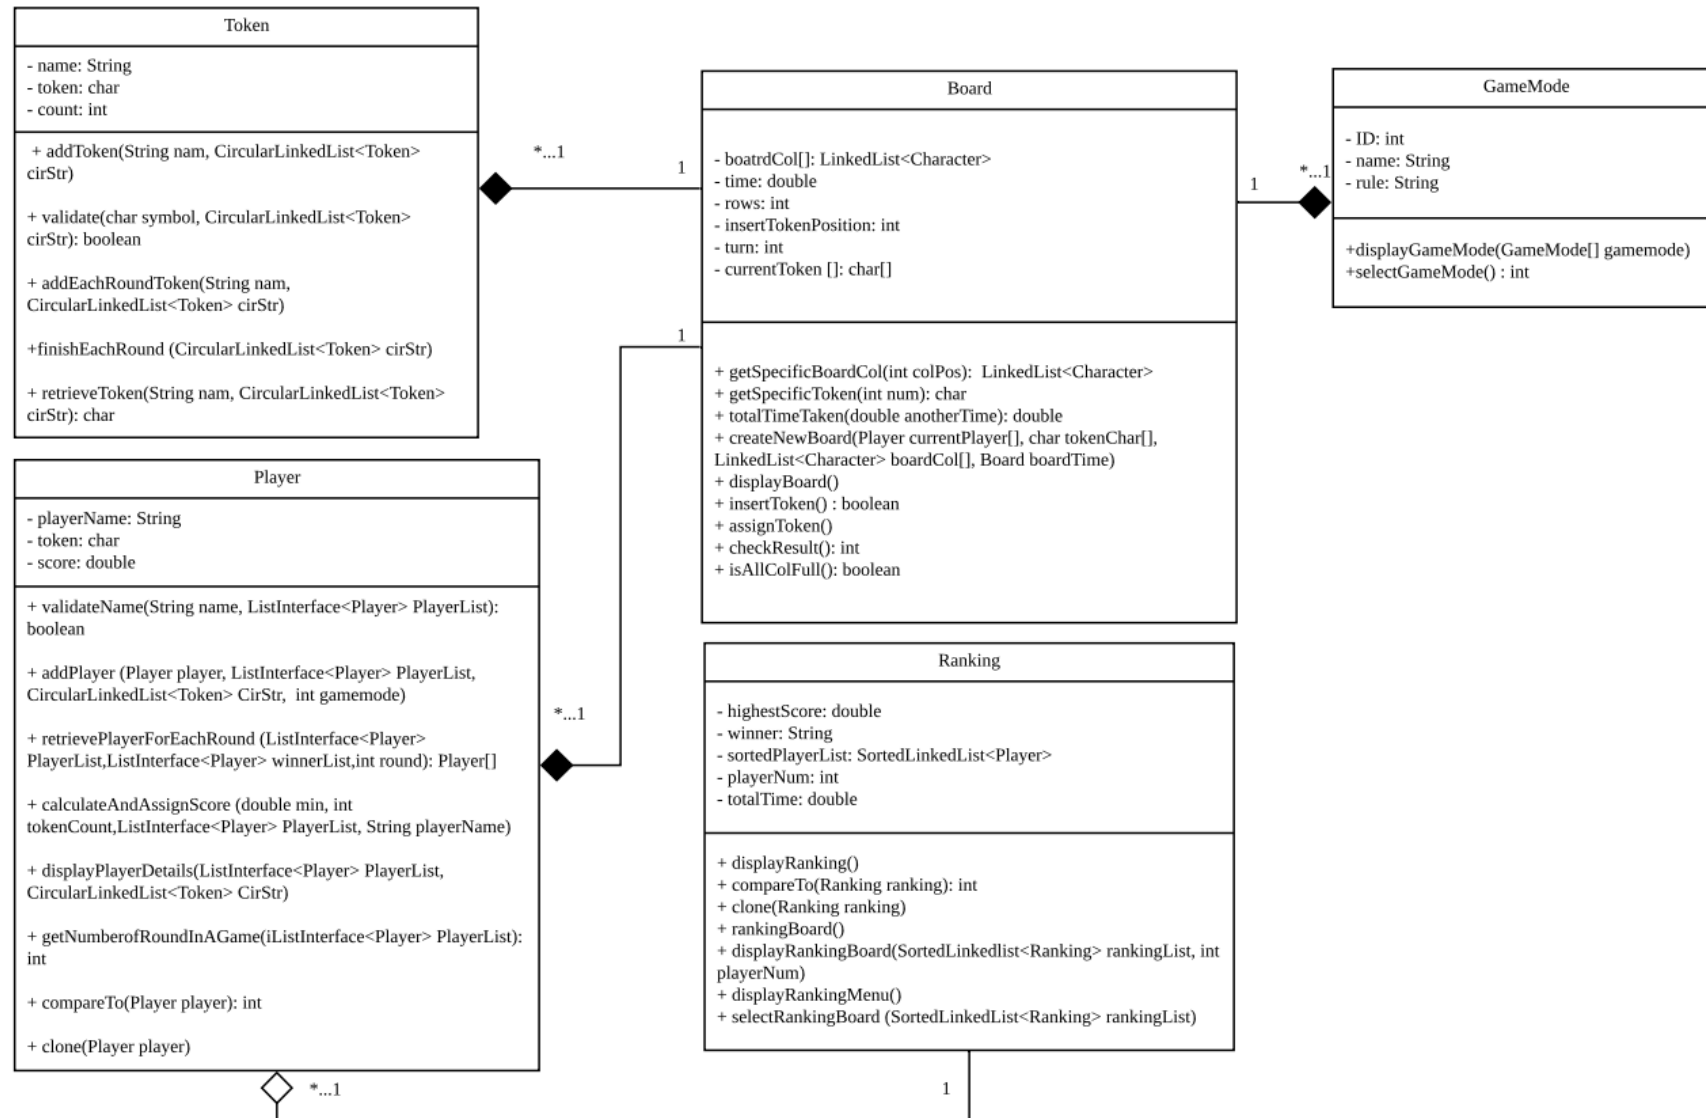 Token
- name: String
- token: char
- count: int
+ addToken(String nam, CircularLinkedList<Token>
cirStr)
+ validate(char symbol, CircularLinkedList<Token>
cirStr): boolean
+ addEachRoundToken(String nam,
CircularLinkedList<Token> cirStr)
+finishEachRound (CircularLinkedList<Token> cirStr)
+ retrieveToken(String nam, CircularLinkedList<Token>
cirStr): char
*...1
1
Board
- boatrdCol[]: LinkedList<Character>
- time: double
- rows: int
- insertTokenPosition: int
- turn: int
- currentToken []: char[]
+ getSpecificBoardCol(int colPos):  LinkedList<Character>
+ getSpecificToken(int num): char
+ totalTimeTaken(double anotherTime): double
+ createNewBoard(Player currentPlayer[], char tokenChar[],
LinkedList<Character> boardCol[], Board boardTime)
+ displayBoard()
+ insertToken() : boolean
+ assignToken()
+ checkResult(): int
+ isAllColFull(): boolean
1
*...1
GameMode
- ID: int
- name: String
- rule: String
+displayGameMode(GameMode[] gamemode)
+selectGameMode() : int
1
*...1
Player
- playerName: String
- token: char
- score: double
+ validateName(String name, ListInterface<Player> PlayerList):
boolean
+ addPlayer (Player player, ListInterface<Player> PlayerList,
CircularLinkedList<Token> CirStr,  int gamemode)
+ retrievePlayerForEachRound (ListInterface<Player>
PlayerList,ListInterface<Player> winnerList,int round): Player[]
+ calculateAndAssignScore (double min, int
tokenCount,ListInterface<Player> PlayerList, String playerName)
+ displayPlayerDetails(ListInterface<Player> PlayerList,
CircularLinkedList<Token> CirStr)
+ getNumberofRoundInAGame(iListInterface<Player> PlayerList):
int
+ compareTo(Player player): int
+ clone(Player player)
*...1
Ranking
- highestScore: double
- winner: String
- sortedPlayerList: SortedLinkedList<Player>
- playerNum: int
- totalTime: double
+ displayRanking()
+ compareTo(Ranking ranking): int
+ clone(Ranking ranking)
+ rankingBoard()
+ displayRankingBoard(SortedLinkedlist<Ranking> rankingList, int
playerNum)
+ displayRankingMenu()
+ selectRankingBoard (SortedLinkedList<Ranking> rankingList)
1